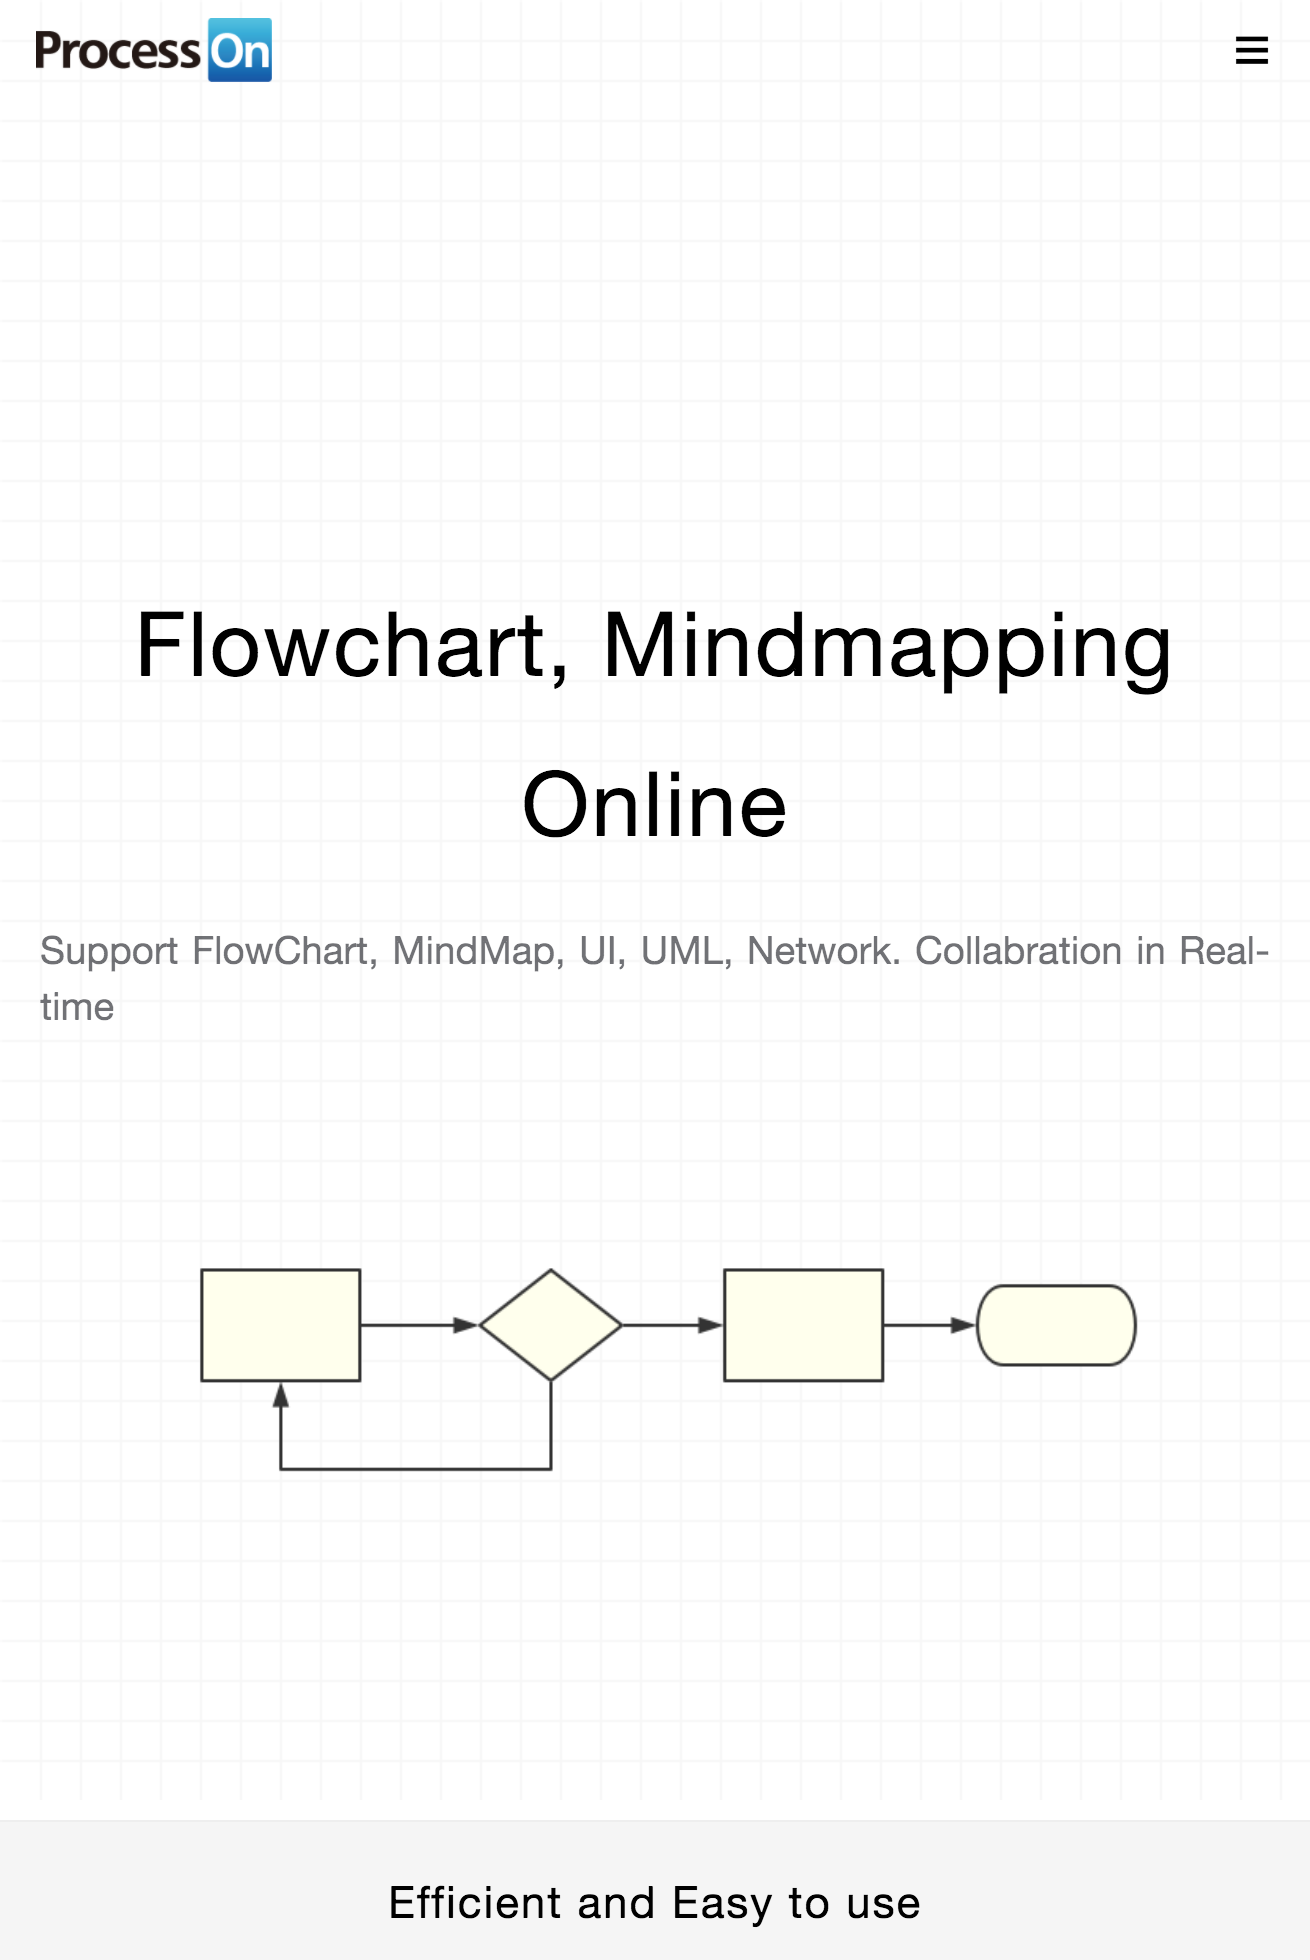 ProcessOn
Flowchart, Mindmapping
Online
Support FlowChart, MindMap, UI, UML, Network. Collabration in Real-
time
Efficient and Easy to use